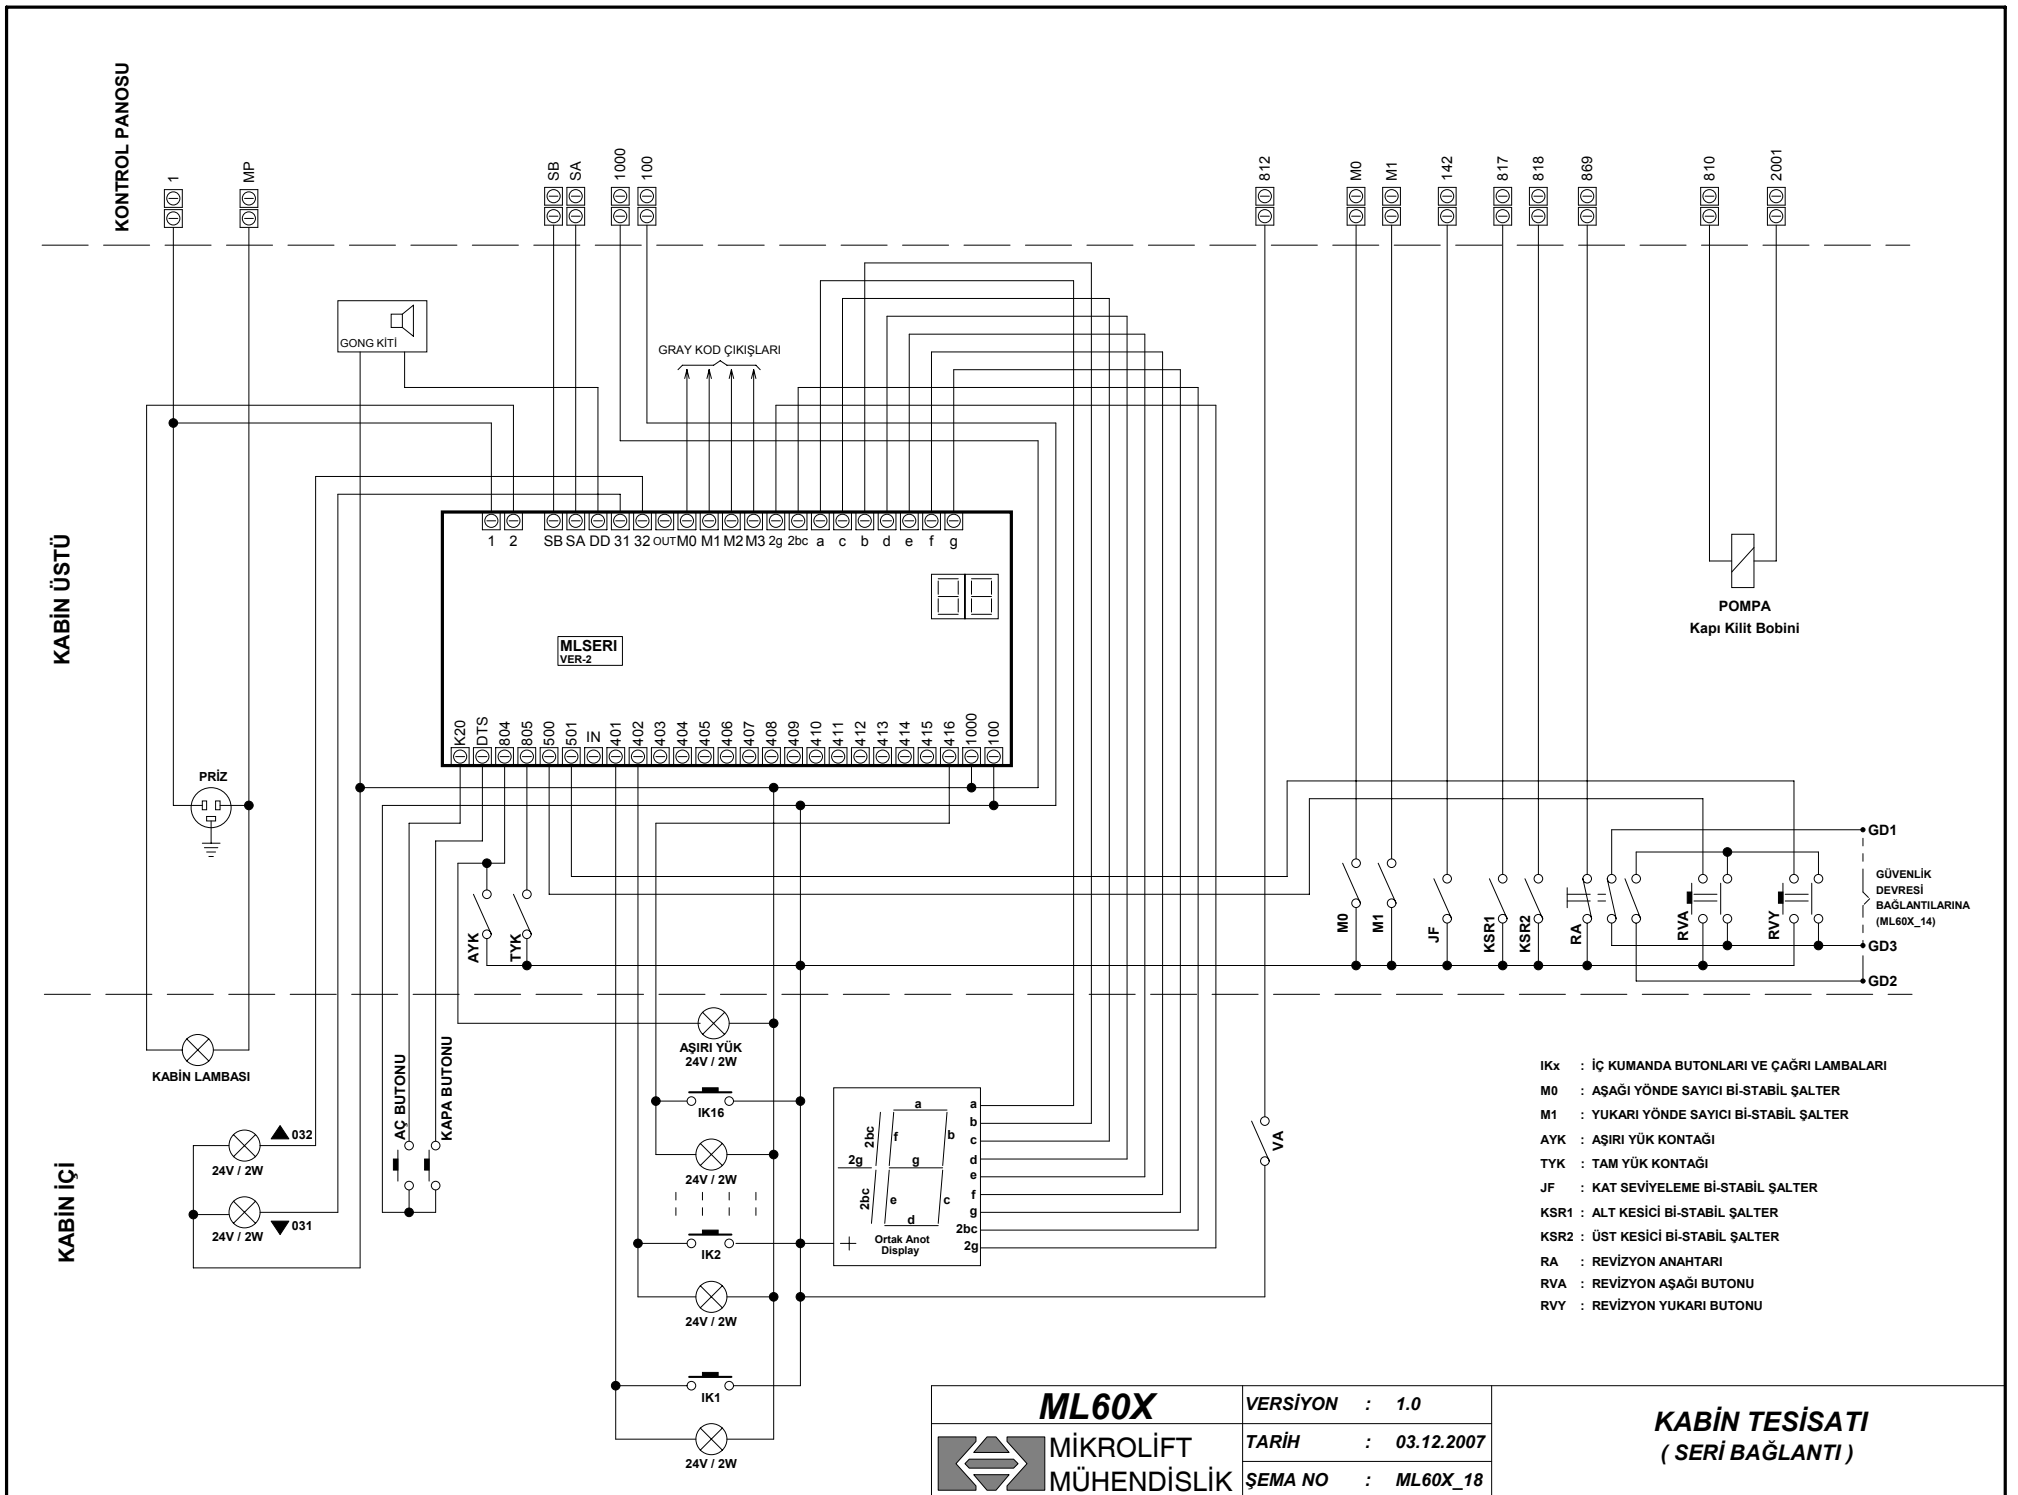 KONTROL PANOSU
1
MP
SB
SA
1000
100
812
M0
M1
142
817
818
869
810
2001
KABİN ÜSTÜ
GONG KİTİ
GRAY KOD ÇIKIŞLARI
1 2 SB SA DD 31 32 OUT M0 M1 M2 M3 2g 2bc a c b d e f g
MLSERI
VER-2
POMPA
Kapı Kilit Bobini
K20 DTS 804 805 500 501 IN 401 402 403 404 405 406 407 408 409 410 411 412 413 414 415 416 1000 100
PRİZ
AYK
TYK
M0
M1
JF
KSR1
KSR2
RA
RVA
RVY
GD1
GÜVENLİK
DEVRESİ
BAĞLANTILARINA
(ML60X_14)
GD3
GD2
KABİN İÇİ
KABİN LAMBASI
032
24V / 2W
031
24V / 2W
AÇ BUTONU
KAPA BUTONU
AŞIRI YÜK
24V / 2W
IK16
24V / 2W
IK2
24V / 2W
IK1
24V / 2W
a
f
b
g
e
c
d
2bc
2g
2bc
Ortak Anot
Display
a
b
c
d
e
f
g
2bc
2g
VA
IKx : İÇ KUMANDA BUTONLARI VE ÇAĞRI LAMBALARI
M0 : AŞAĞI YÖNDE SAYICI Bİ-STABİL ŞALTER
M1 : YUKARI YÖNDE SAYICI Bİ-STABİL ŞALTER
AYK : AŞIRI YÜK KONTAĞI
TYK : TAM YÜK KONTAĞI
JF : KAT SEVİYELEME Bİ-STABİL ŞALTER
KSR1 : ALT KESİCİ Bİ-STABİL ŞALTER
KSR2 : ÜST KESİCİ Bİ-STABİL ŞALTER
RA : REVİZYON ANAHTARI
RVA : REVİZYON AŞAĞI BUTONU
RVY : REVİZYON YUKARI BUTONU
ML60X
MİKROLİFT
MÜHENDİSLİK
VERSİYON : 1.0
TARİH : 03.12.2007
ŞEMA NO : ML60X_18
KABİN TESİSATI
( SERİ BAĞLANTI )